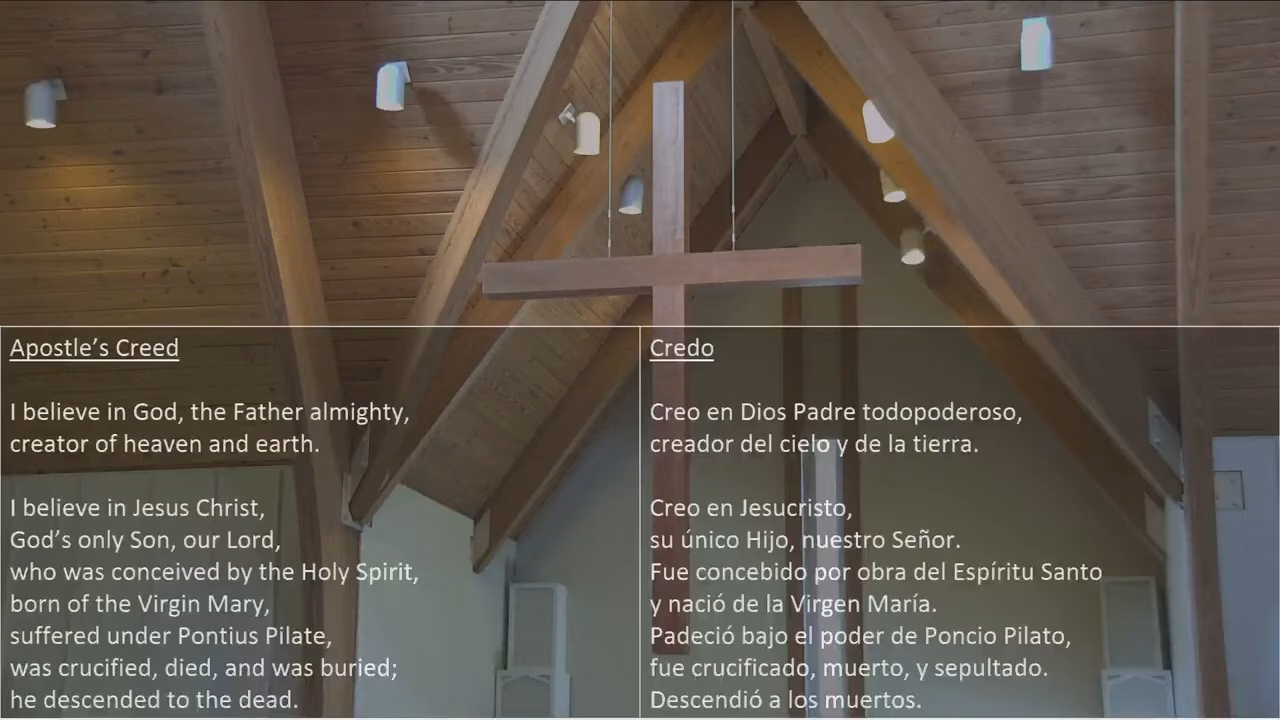 Apostle's Creed
I believe in God, the Father almighty,
creator of heaven and earth.
I believe in Jesus Christ,
God's only Son, our Lord,
who was conceived by the Holy Spirit,
born of the Virgin Mary,
suffered under Pontius Pilate,
was crucified, died, and was buried;
he descended to the dead.
Credo
Creo en Dios Padre todopoderoso,
creador del cielo y de la tierra.
Creo en Jesucristo,
su único Hijo, nuestro Señor.
Fue concebido por obra del Espíritu Santo
y nació de la Virgen María.
Padeció bajo el poder de Poncio Pilato,
fue crucificado, muerto, y sepultado.
Descendió a los muertos.